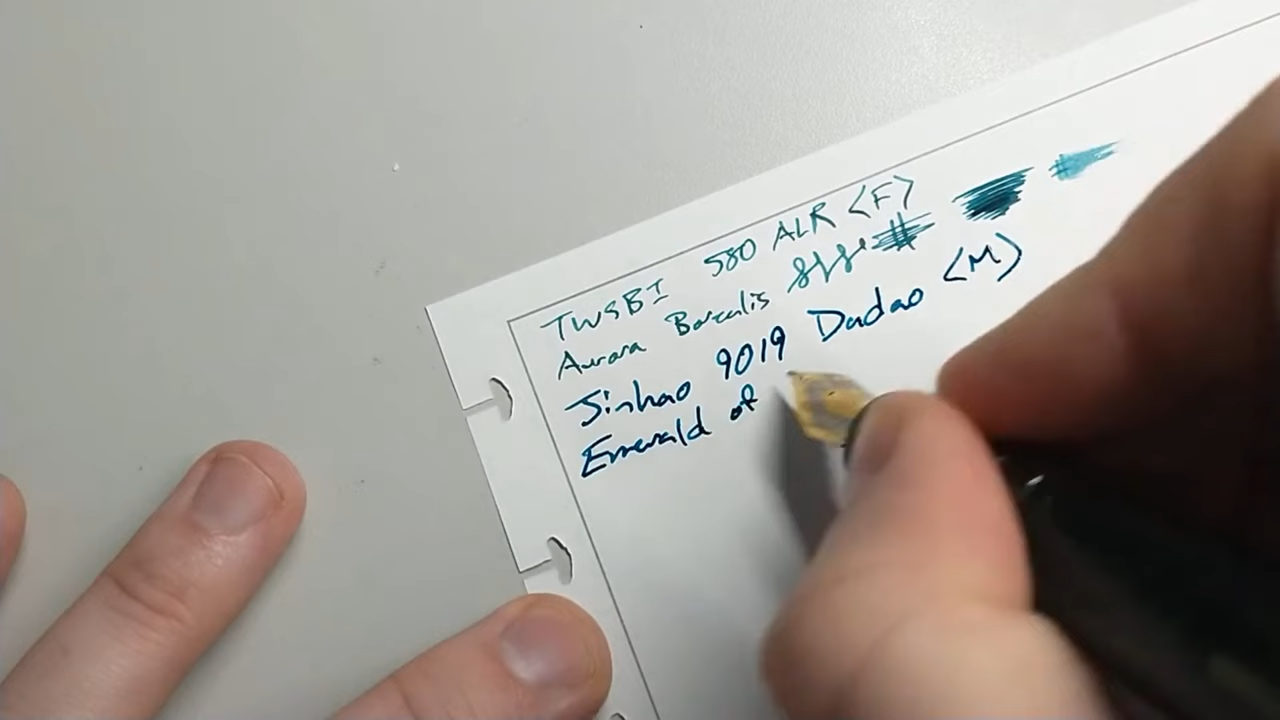 TWSBI 580 ALR <F>
Aurora Borealis
Jinhao 9019 Dadao <M>
Emerald of